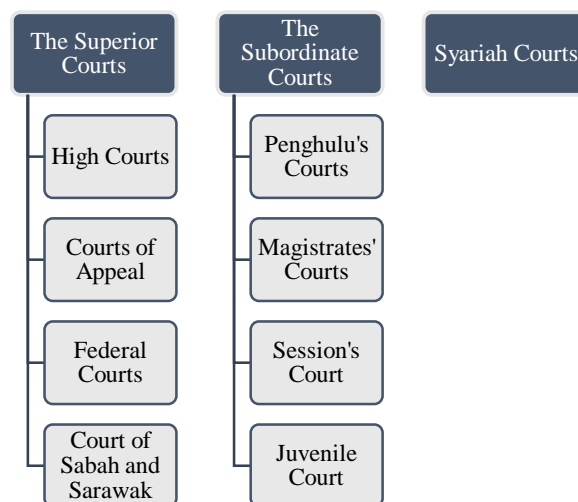 The Superior
Courts
High Courts
Courts of
Appeal
Federal
Courts
Court of
Sabah and
Sarawak
The
Subordinate
Courts
Penghulu's
Courts
Magistrates'
Courts
Session's
Court
Juvenile
Court
Syariah Courts